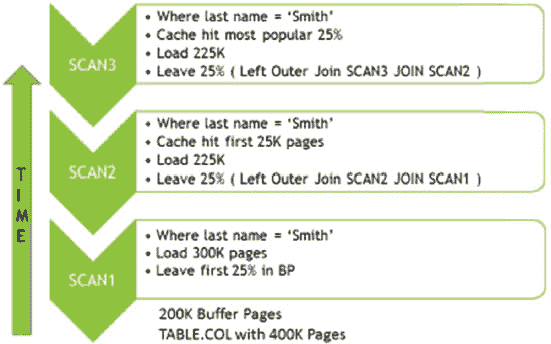 SCAN3
• Where last name = ‘Smith’
• Cache hit most popular 25%
• Load 225K
• Leave 25% ( Left Outer Join SCAN3 JOIN SCAN2 )
TIME
SCAN2
• Where last name = ‘Smith’
• Cache hit first 25K pages
• Load 225K
• Leave 25% ( Left Outer Join SCAN2 JOIN SCAN1 )
SCAN1
• Where last name = ‘Smith’
• Load 300K pages
• Leave first 25% in BP
200K Buffer Pages
TABLE.COL with 400K Pages